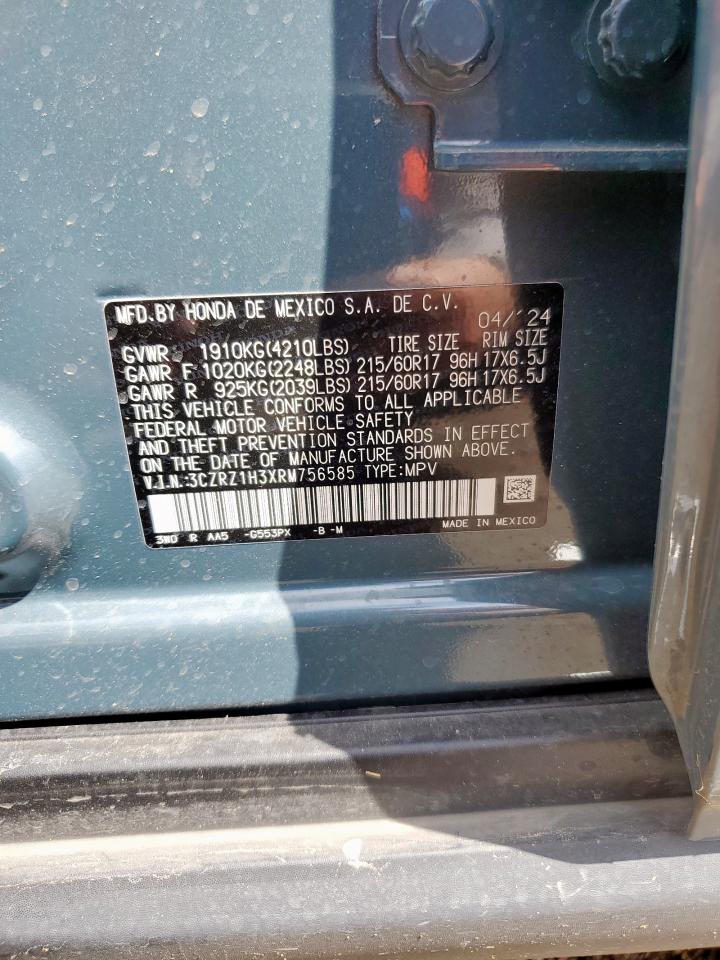 MFD.BY HONDA DE MEXICO S.A. DE C.V. 04/'24
GVWR 1910KG(4210LBS) TIRE SIZE RIM SIZE
GAWR F 1020KG(2248LBS) 215/60R17 96H 17X6.5J
GAWR R 925KG(2039LBS) 215/60R17 96H 17X6.5J
THIS VEHICLE CONFORMS TO ALL APPLICABLE
FEDERAL MOTOR VEHICLE SAFETY
AND THEFT PREVENTION STANDARDS IN EFFECT
ON THE DATE OF MANUFACTURE SHOWN ABOVE.
V.I.N:3CZRZ1H3XRM756585 TYPE:MPV
3W0 R AA5 -G553PX -B -M MADE IN MEXICO